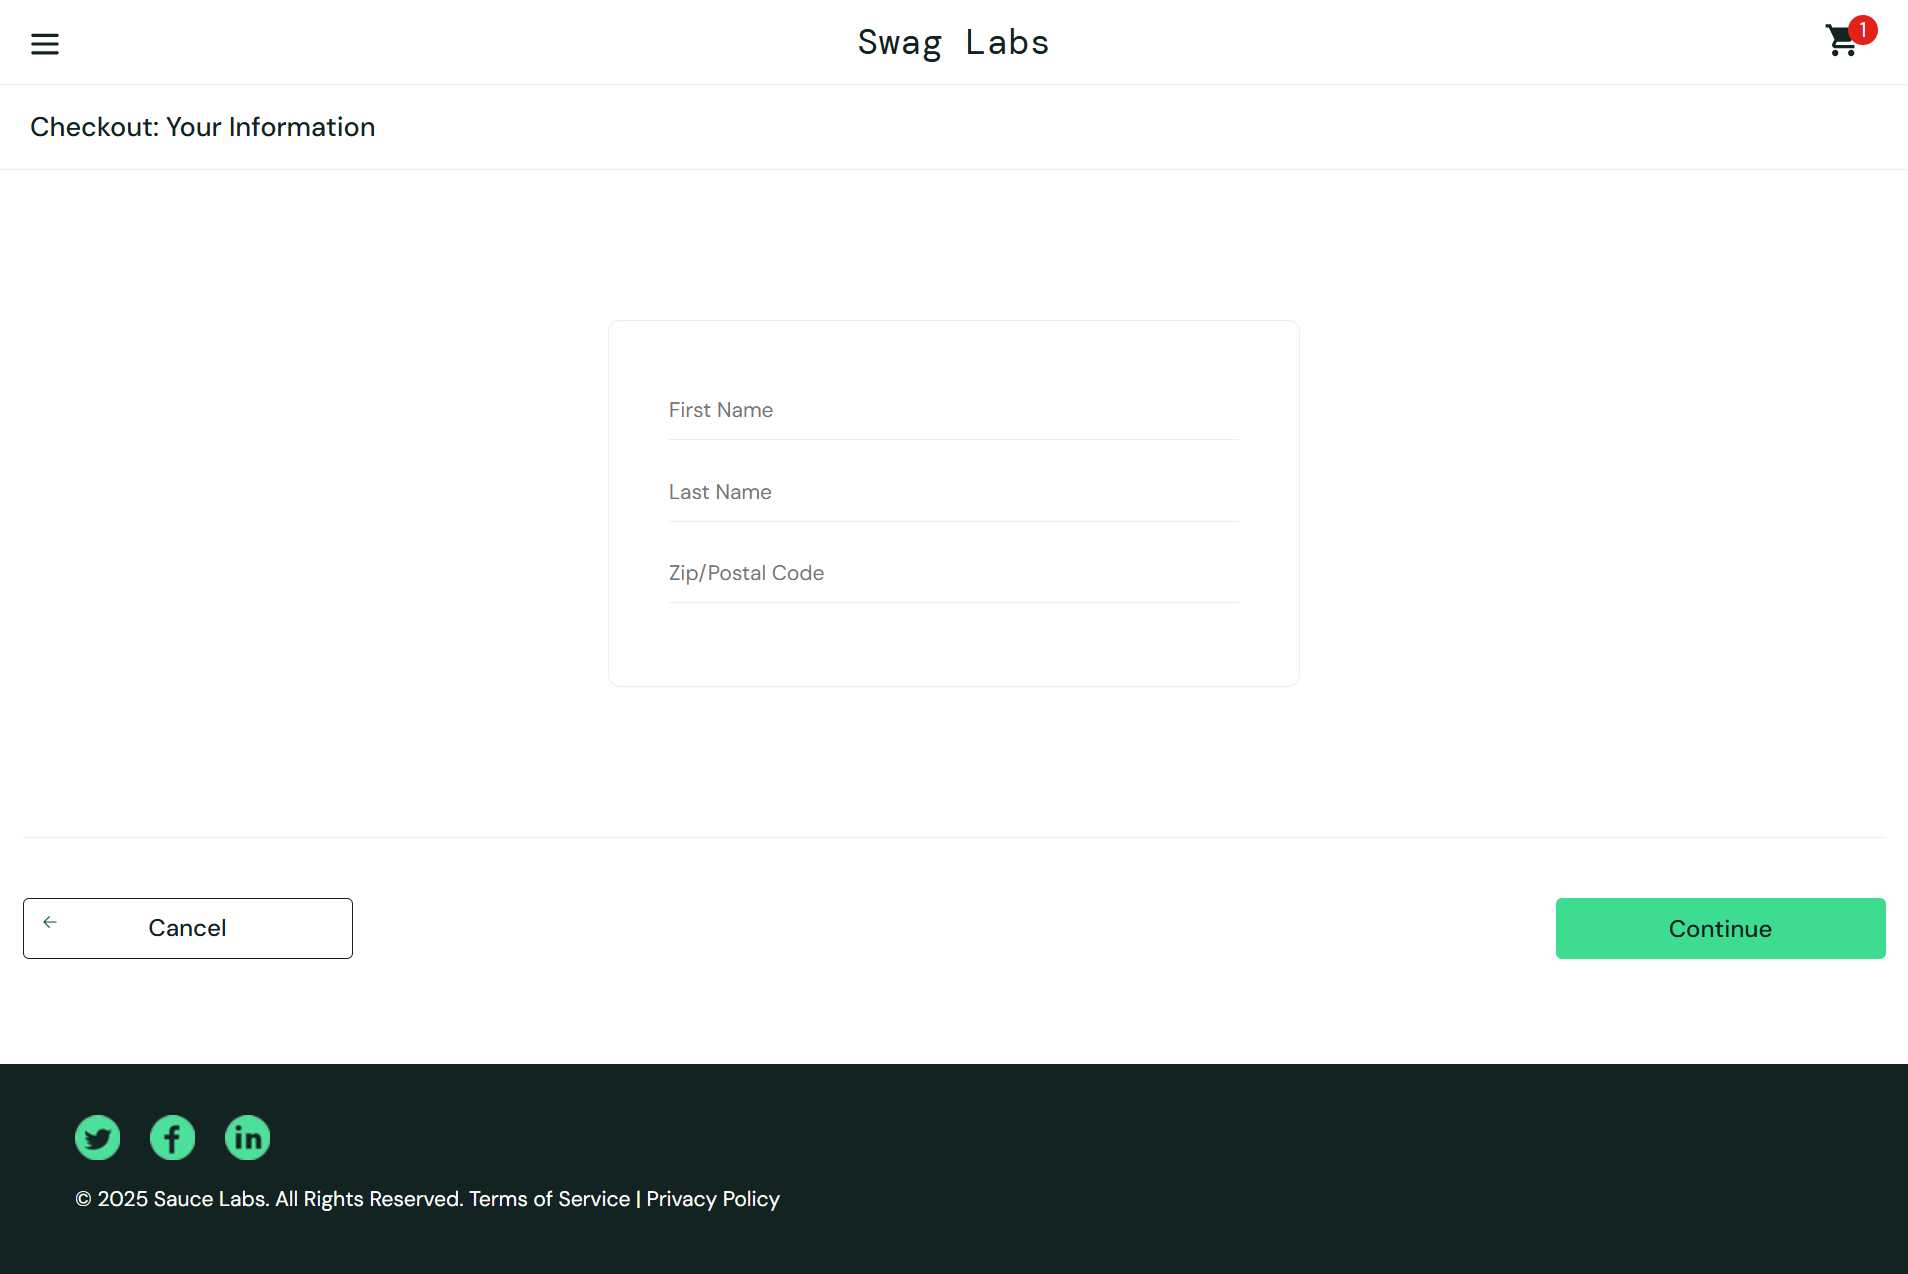 Swag Labs
1
Checkout: Your Information
First Name
Last Name
Zip/Postal Code
Cancel
Continue
© 2025 Sauce Labs. All Rights Reserved. Terms of Service | Privacy Policy